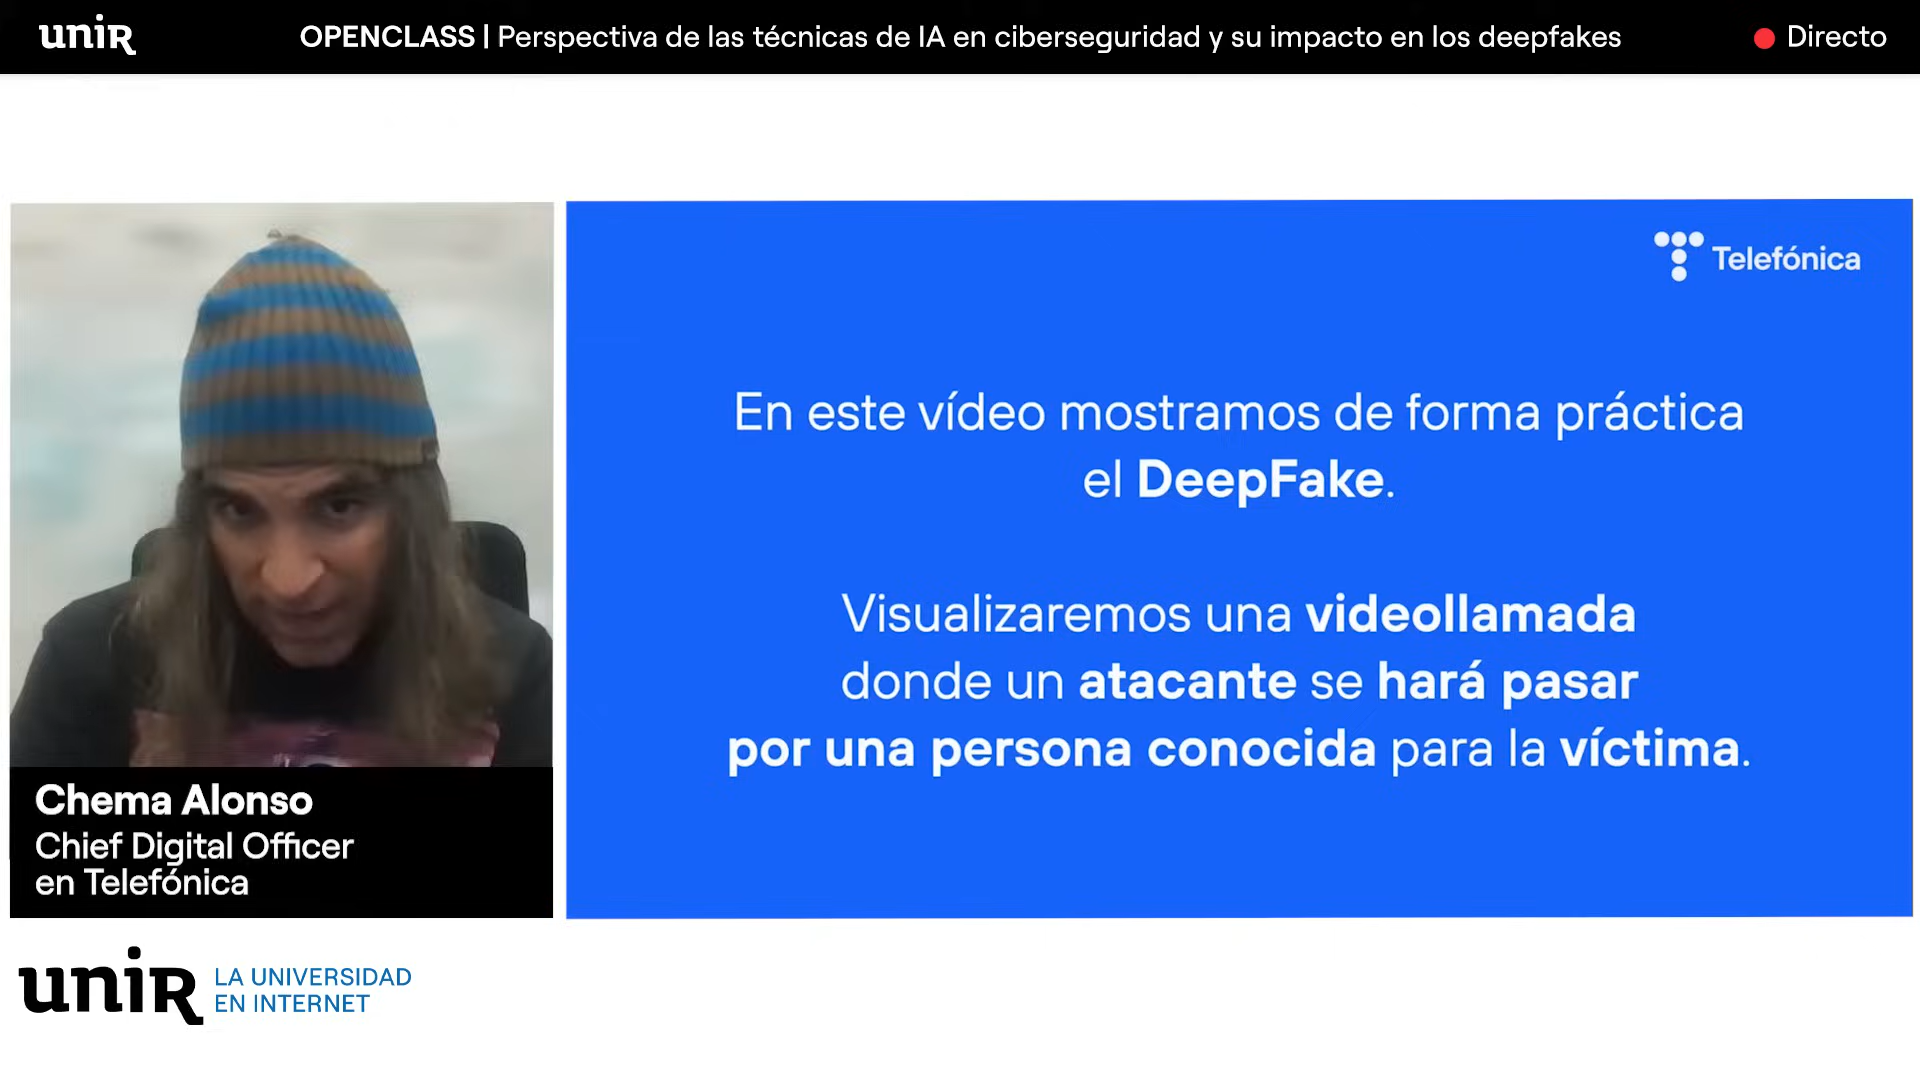 unir
OPENCLASS | Perspectiva de las técnicas de IA en ciberseguridad y su impacto en los deepfakes
Directo
Telefónica
En este vídeo mostramos de forma práctica
el DeepFake.
Visualizaremos una videollamada
donde un atacante se hará pasar
por una persona conocida para la víctima.
Chema Alonso
Chief Digital Officer
en Telefónica
unir
LA UNIVERSIDAD
EN INTERNET